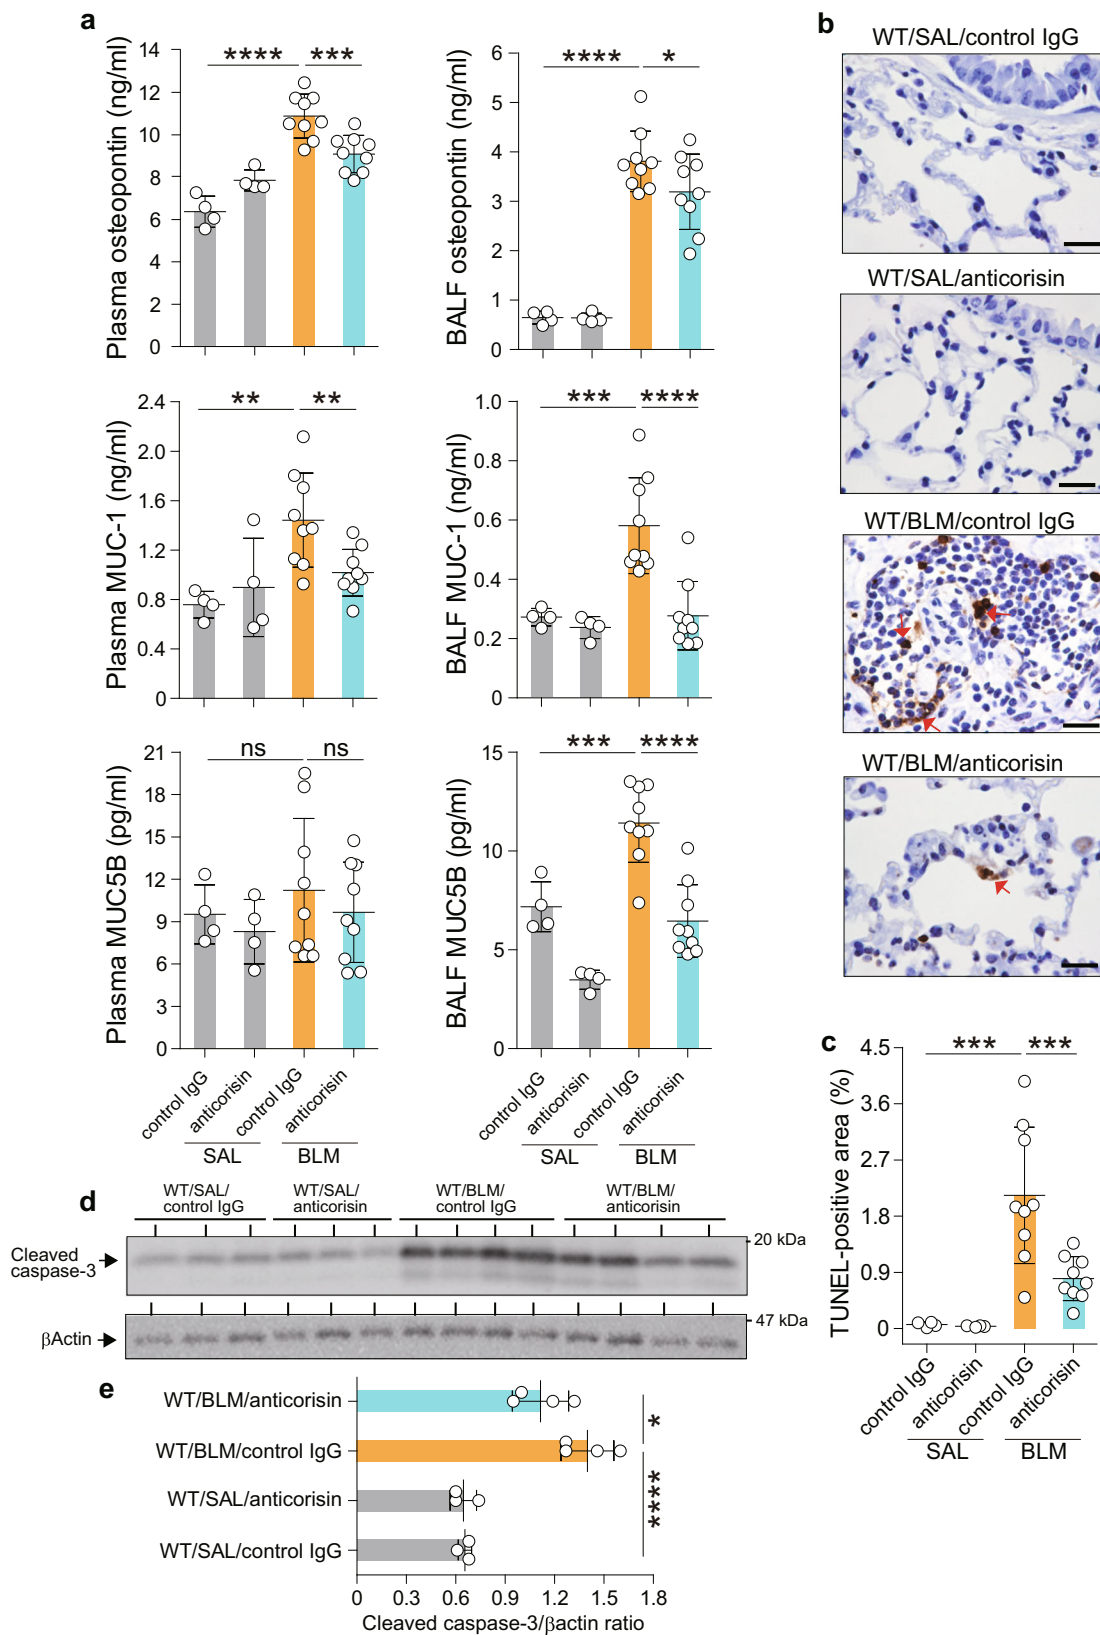 a
Plasma osteopontin (ng/ml)
14
12
10
8
6
4
2
0
**** ***
BALF osteopontin (ng/ml)
6
5
4
3
2
1
0
**** *
Plasma MUC-1 (ng/ml)
2.4
2.0
1.6
1.2
0.8
0.4
0
** **
BALF MUC-1 (ng/ml)
1.0
0.8
0.6
0.4
0.2
0.0
*** ****
Plasma MUC5B (pg/ml)
21
18
15
12
9
6
3
0
ns ns
control IgG
anticorisin
control IgG
anticorisin
SAL BLM
BALF MUC5B (pg/ml)
15
10
5
0
*** ****
control IgG
anticorisin
control IgG
anticorisin
SAL BLM
b
WT/SAL/control IgG
WT/SAL/anticorisin
WT/BLM/control IgG
WT/BLM/anticorisin
c
TUNEL-positive area (%)
4.5
3.6
2.7
1.8
0.9
0
*** ***
control IgG
anticorisin
control IgG
anticorisin
SAL BLM
d
WT/SAL/
control IgG
WT/SAL/
anticorisin
WT/BLM/
control IgG
WT/BLM/
anticorisin
Cleaved
caspase-3
20 kDa
βActin
47 kDa
e
WT/BLM/anticorisin
WT/BLM/control IgG
WT/SAL/anticorisin
WT/SAL/control IgG
*
****
0 0.3 0.6 0.9 1.2 1.5 1.8
Cleaved caspase-3/βactin ratio